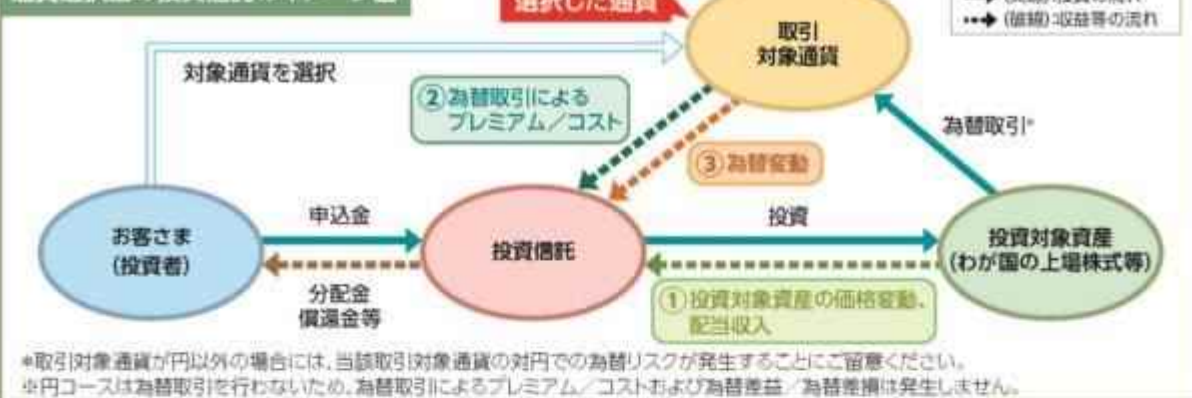 選択した通貨
(破線):収益等の流れ
取引
対象通貨
対象通貨を選択
②為替取引による
プレミアム/コスト
為替取引*
③為替変動
お客さま
(投資者)
申込金
投資信託
投資
投資対象資産
(わが国の上場株式等)
分配金
償還金等
①投資対象資産の価格変動、
配当収入
*取引対象通貨が円以外の場合には、当該取引対象通貨の対円での為替リスクが発生することにご留意ください。
※円コースは為替取引を行わないため、為替取引によるプレミアム/コストおよび為替差益/為替差損は発生しません。